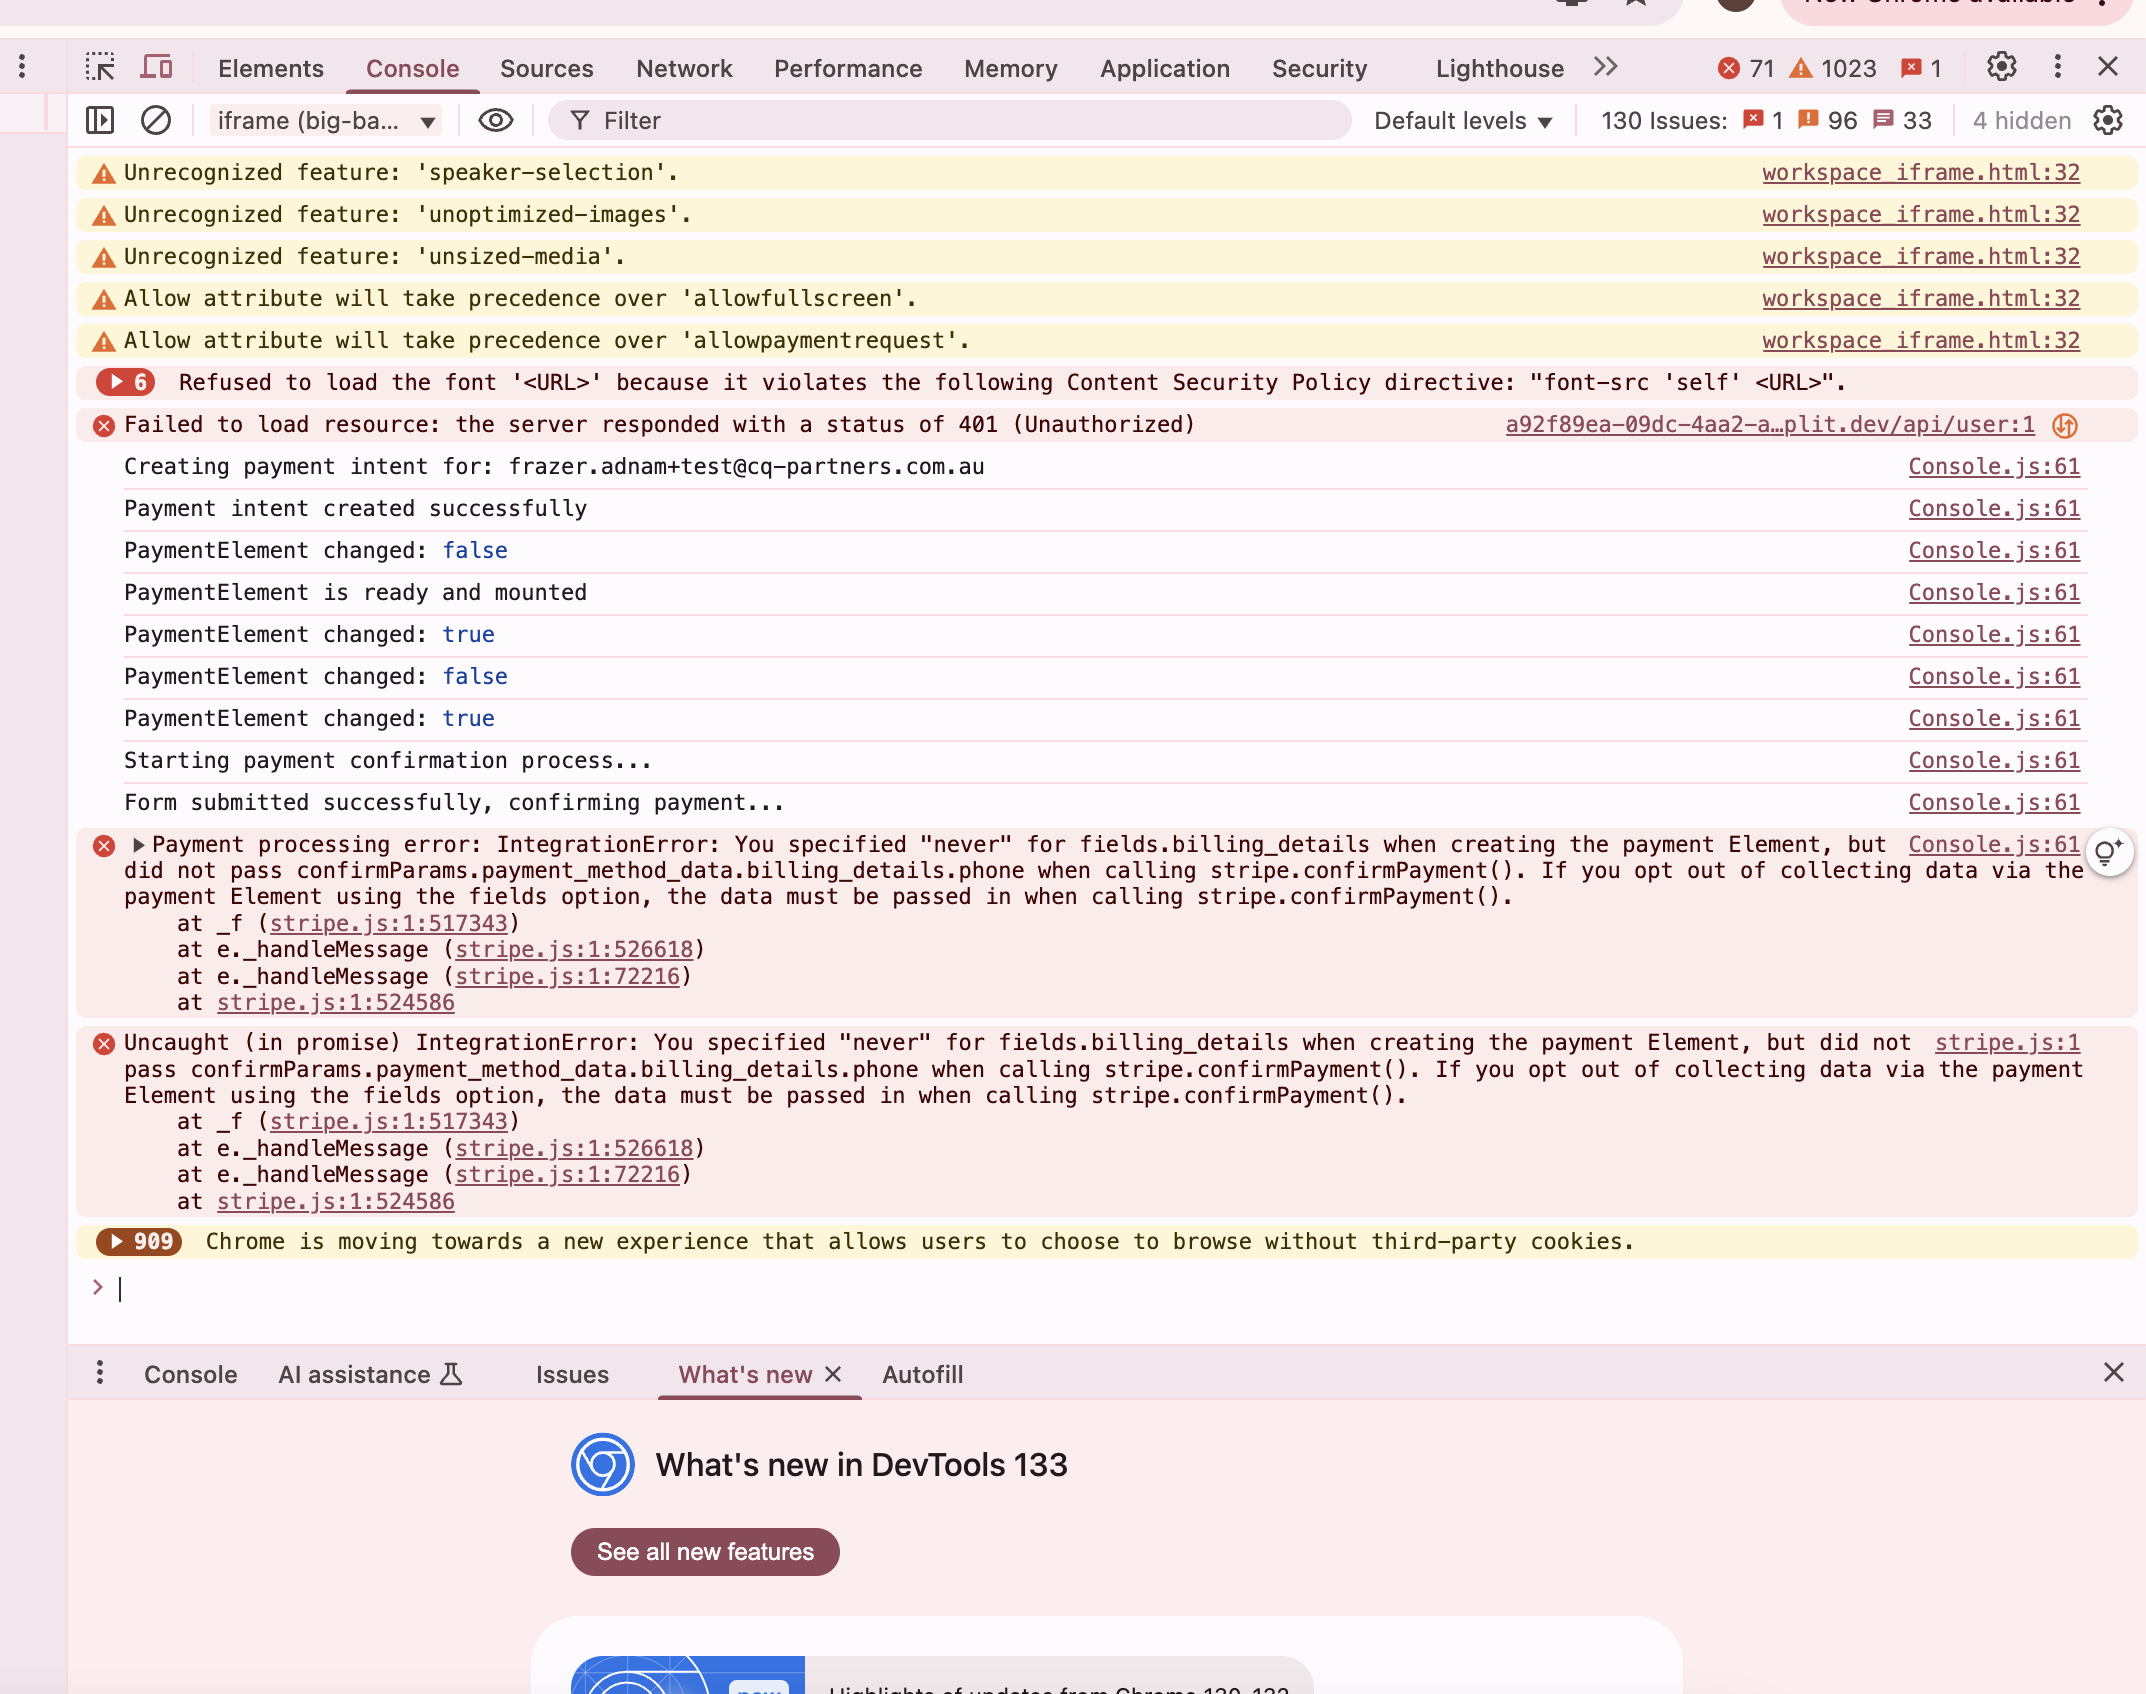 Elements Console Sources Network Performance Memory Application Security Lighthouse 71 1023 1
iframe (big-ba... Filter Default levels 130 Issues: 1 96 33 4 hidden
Unrecognized feature: 'speaker-selection'. workspace_iframe.html:32
Unrecognized feature: 'unoptimized-images'. workspace_iframe.html:32
Unrecognized feature: 'unsized-media'. workspace_iframe.html:32
Allow attribute will take precedence over 'allowfullscreen'. workspace_iframe.html:32
Allow attribute will take precedence over 'allowpaymentrequest'. workspace_iframe.html:32
6 Refused to load the font '<URL>' because it violates the following Content Security Policy directive: "font-src 'self' <URL>".
Failed to load resource: the server responded with a status of 401 (Unauthorized) a92f89ea-09dc-4aa2-a…plit.dev/api/user:1
Creating payment intent for: frazer.adnam+test@cq-partners.com.au Console.js:61
Payment intent created successfully Console.js:61
PaymentElement changed: false Console.js:61
PaymentElement is ready and mounted Console.js:61
PaymentElement changed: true Console.js:61
PaymentElement changed: false Console.js:61
PaymentElement changed: true Console.js:61
Starting payment confirmation process... Console.js:61
Form submitted successfully, confirming payment... Console.js:61
Payment processing error: IntegrationError: You specified "never" for fields.billing_details when creating the payment Element, but Console.js:61
did not pass confirmParams.payment_method_data.billing_details.phone when calling stripe.confirmPayment(). If you opt out of collecting data via the
payment Element using the fields option, the data must be passed in when calling stripe.confirmPayment().
at _f (stripe.js:1:517343)
at e._handleMessage (stripe.js:1:526618)
at e._handleMessage (stripe.js:1:72216)
at stripe.js:1:524586
Uncaught (in promise) IntegrationError: You specified "never" for fields.billing_details when creating the payment Element, but did not stripe.js:1
pass confirmParams.payment_method_data.billing_details.phone when calling stripe.confirmPayment(). If you opt out of collecting data via the payment
Element using the fields option, the data must be passed in when calling stripe.confirmPayment().
at _f (stripe.js:1:517343)
at e._handleMessage (stripe.js:1:526618)
at e._handleMessage (stripe.js:1:72216)
at stripe.js:1:524586
909 Chrome is moving towards a new experience that allows users to choose to browse without third-party cookies.
>
Console AI assistance Issues What's new Autofill
What's new in DevTools 133
See all new features